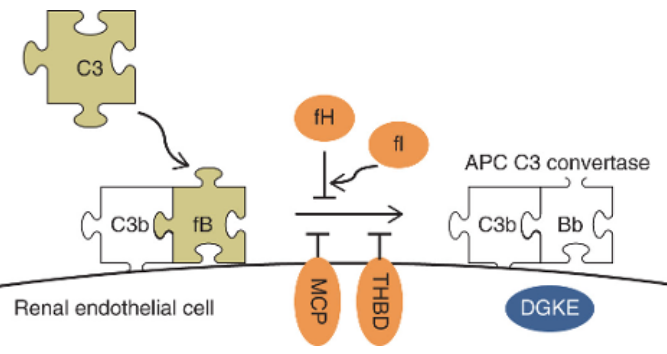 C3
fH
fI
APC C3 convertase
C3b
fB
C3b
Bb
MCP
THBD
Renal endothelial cell
DGKE